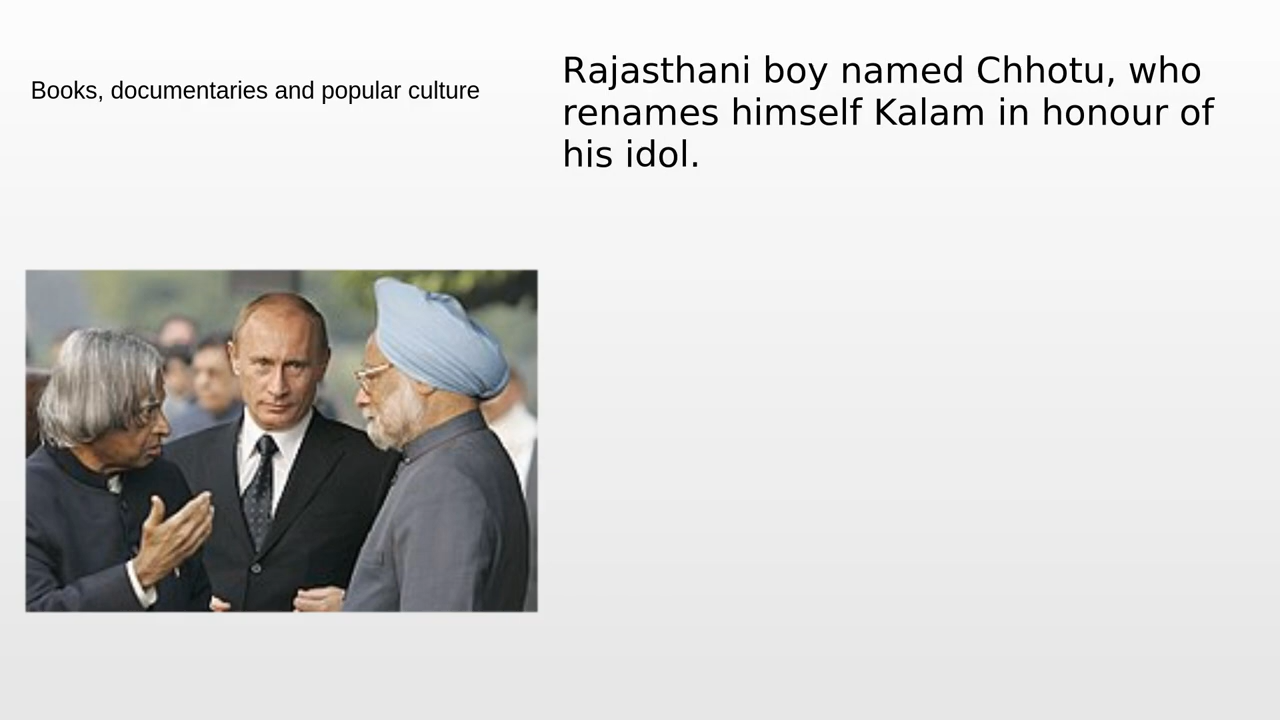 Books, documentaries and popular culture
Rajasthani boy named Chhotu, who
renames himself Kalam in honour of
his idol.